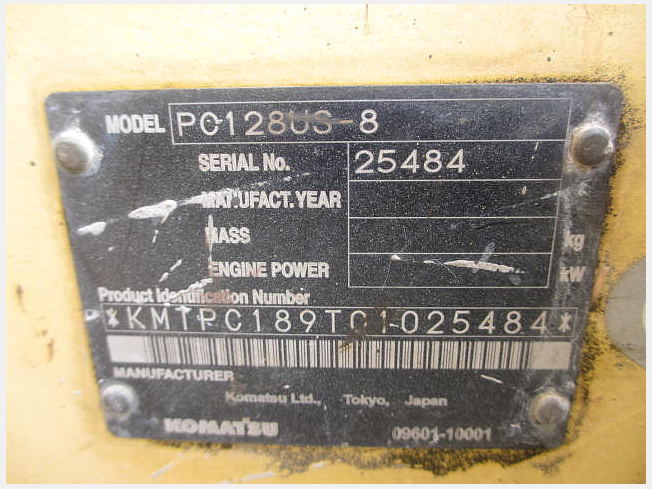 MODEL PC128US-8
SERIAL No. 25484
MANUFACT.YEAR
MASS kg
ENGINE POWER kW
Product Identification Number
*KMTPC189TC1025484*
MANUFACTURER
Komatsu Ltd., Tokyo, Japan
KOMATSU 09601-10001